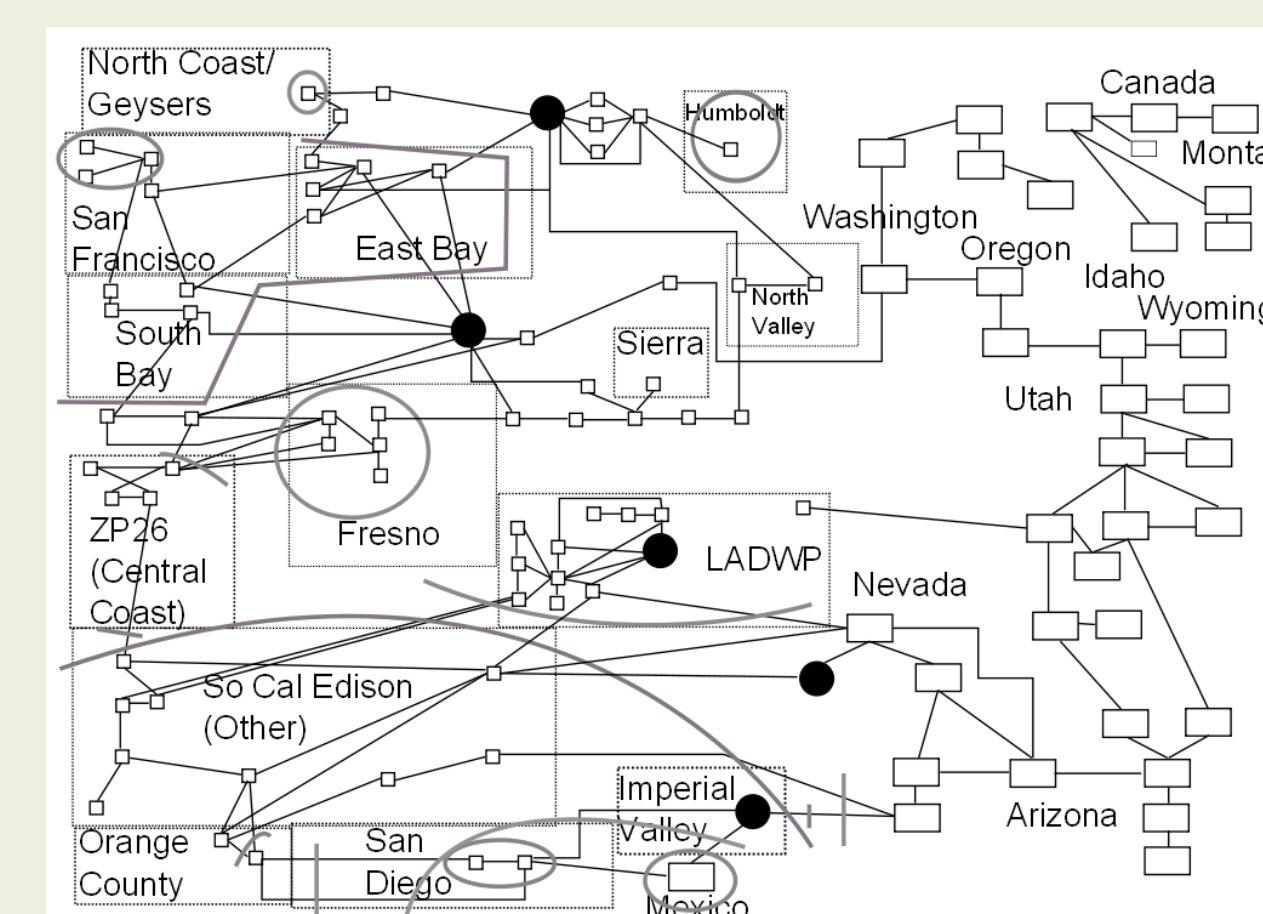 North Coast/
Geysers
Humboldt
Canada
Monta
San
Francisco
East Bay
Washington
Oregon
Idaho
Wyoming
North
Valley
South
Bay
Sierra
Utah
ZP26
(Central
Coast)
Fresno
LADWP
Nevada
So Cal Edison
(Other)
Imperial
Valley
Arizona
Orange
County
San
Diego
Mexico